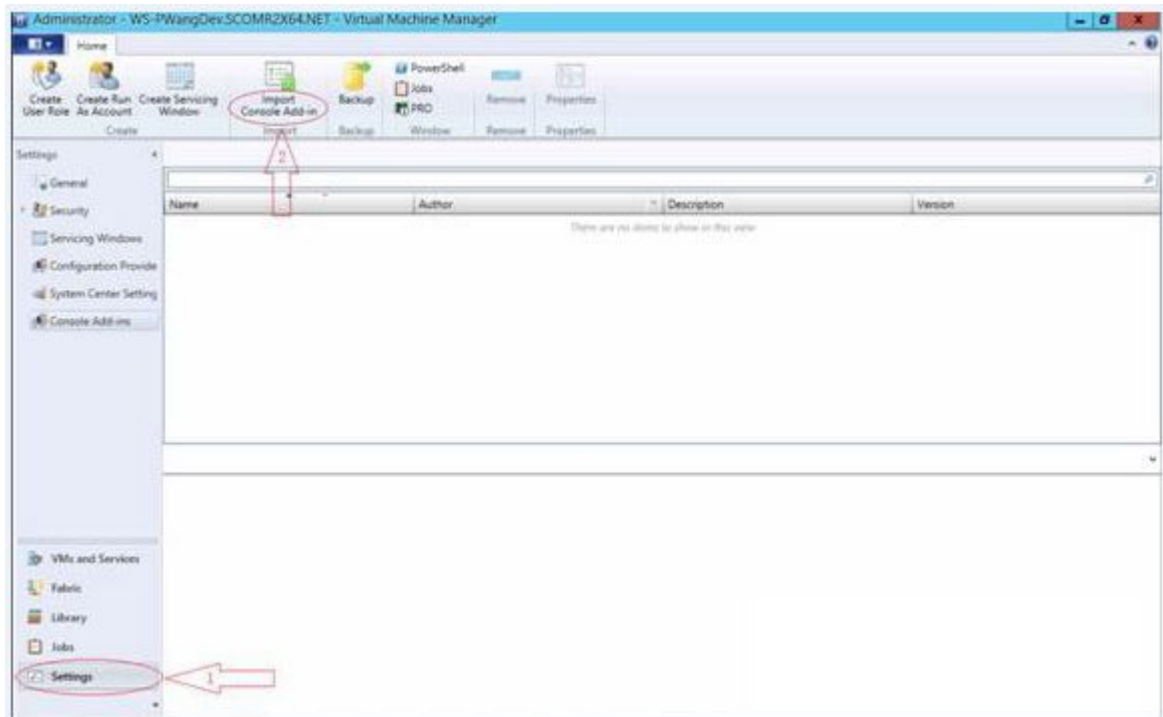 Administrator - WS-PWangDev.SCOMR2X64.NET - Virtual Machine Manager
Home
Create User Role
Create Run As Account
Create Servicing Window
Import Console Add-in
Backup
PowerShell
Jobs
PRO
Remove
Properties
Create
Import
Backup
Window
Remove
Properties
2
Settings
General
Security
Servicing Windows
Configuration Provide
System Center Setting
Console Add-ins
Name
Author
Description
Version
There are no items to show in this view
VMs and Services
Fabric
Library
Jobs
Settings
1